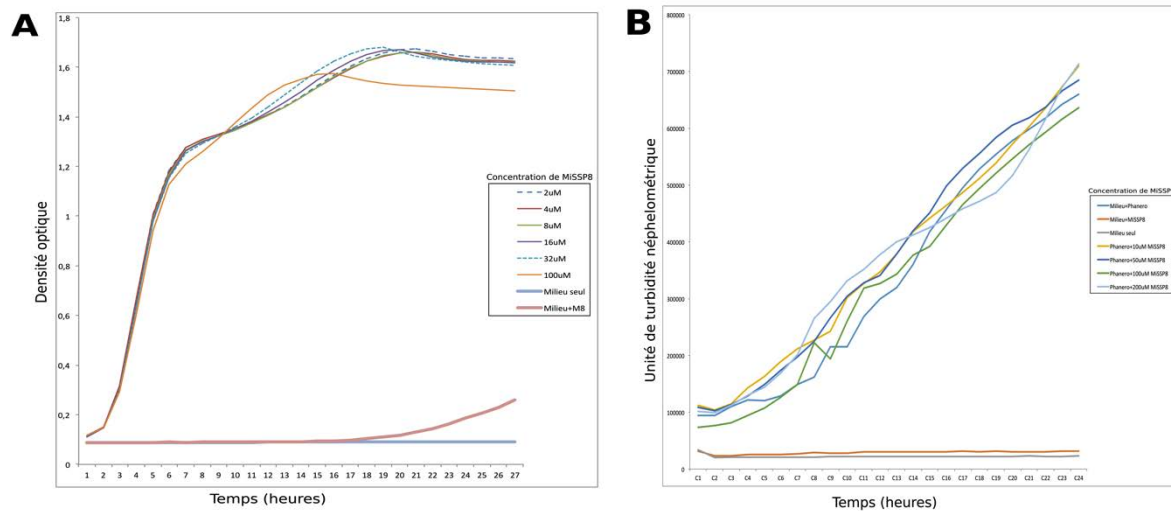 A
Densité optique
1,8
1,6
1,4
1,2
1
0,8
0,6
0,4
0,2
0
1 2 3 4 5 6 7 8 9 10 11 12 13 14 15 16 17 18 19 20 21 22 23 24 25 26 27
Temps (heures)
Concentration de MiSSP8
2uM
4uM
8uM
16uM
32uM
100uM
Milieu seul
Milieu+M8
B
Unité de turbidité néphelométrique
800000
700000
600000
500000
400000
300000
200000
100000
0
C1 C2 C3 C4 C5 C6 C7 C8 C9 C10 C11 C12 C13 C14 C15 C16 C17 C18 C19 C20 C21 C22 C23 C24
Temps (heures)
Concentration de MiSSP
Milieu+Phanero
Milieu+MiSSP8
Milieu seul
Phanero+10uM MiSSP8
Phanero+50uM MiSSP8
Phanero+100uM MiSSP8
Phanero+200uM MiSSP8